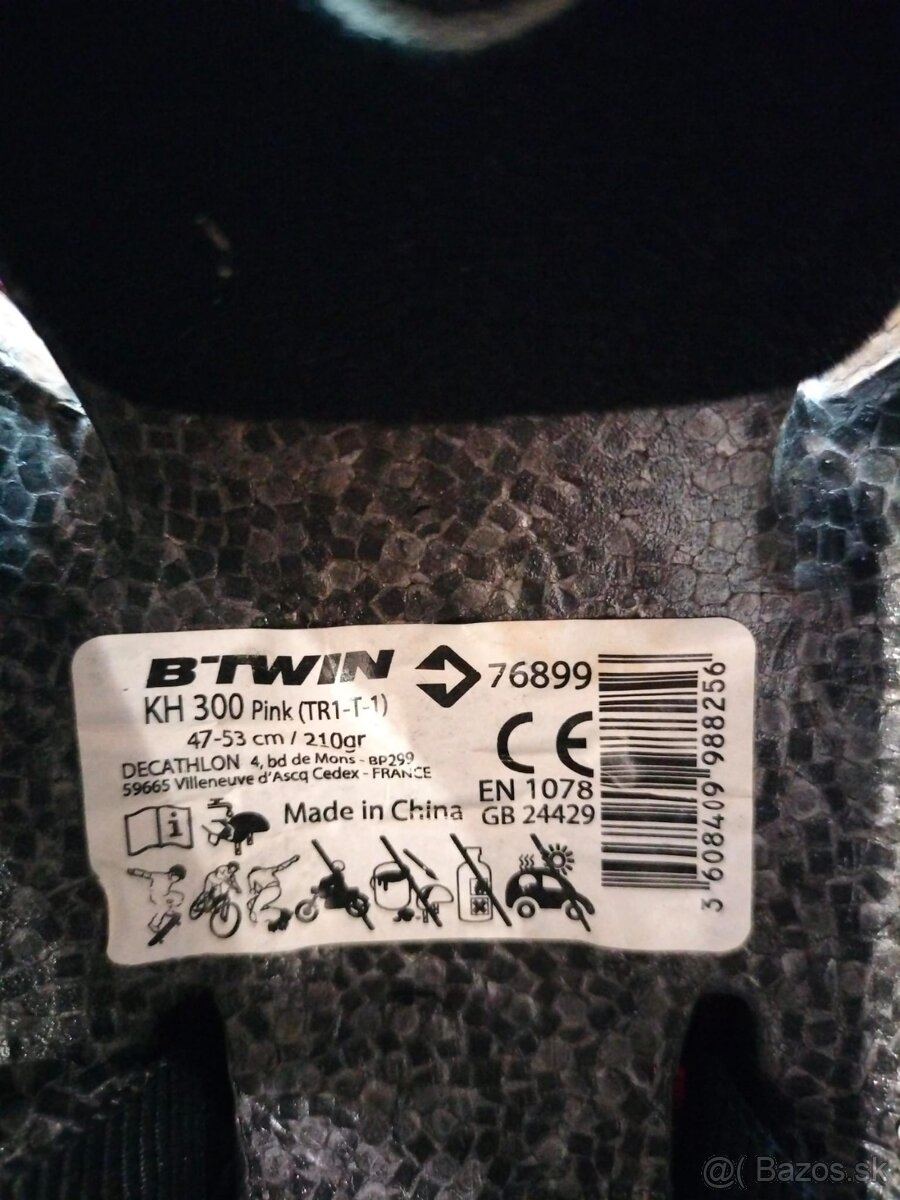 B'TWIN
76899
KH 300 Pink (TR1-T-1)
47-53 cm / 210gr
DECATHLON 4, bd de Mons - BP299
59665 Villeneuve d'Ascq Cedex - FRANCE
Made in China
CE
EN 1078
GB 24429
3 608409 988256
@( Bazos.sk